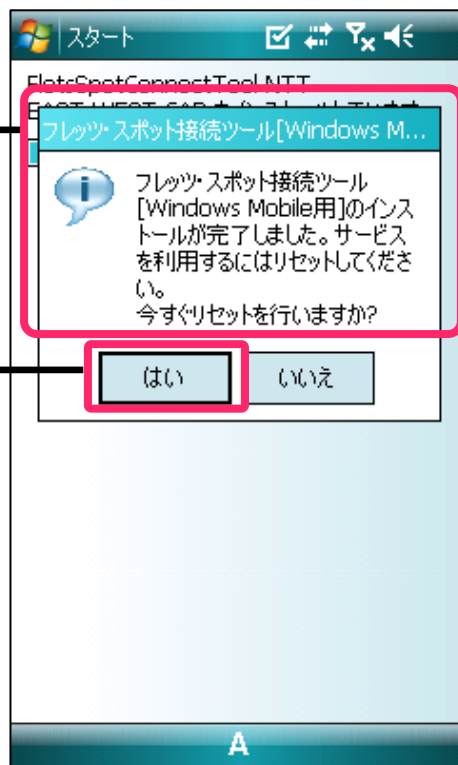 スタート
FletsSpotConnectTool NTT
フレッツ・スポット接続ツール[Windows M...
フレッツ・スポット接続ツール
[Windows Mobile用]のインス
トールが完了しました。サービス
を利用するにはリセットしてくださ
い。
今すぐリセットを行いますか?
はい
いいえ
A